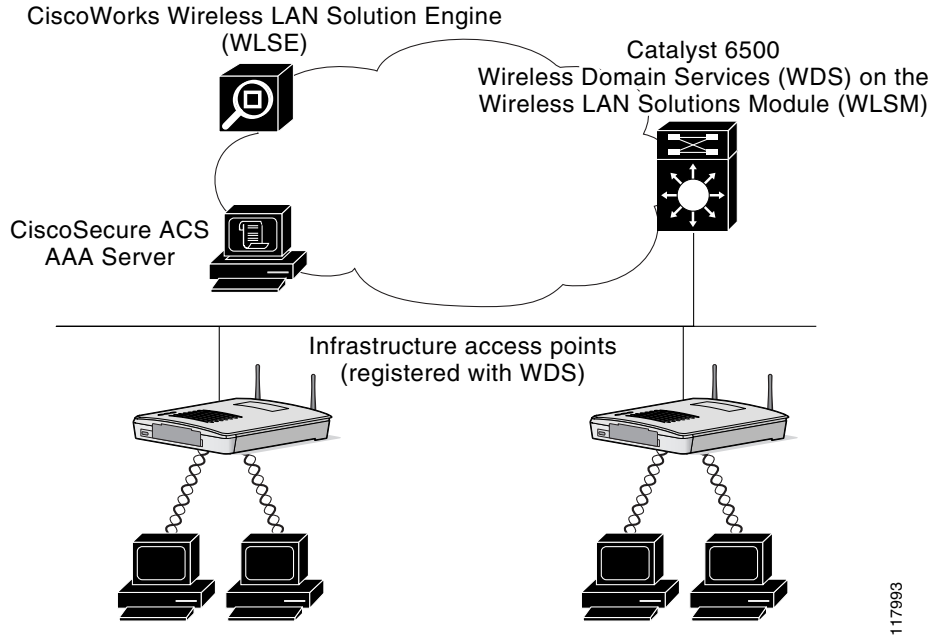 CiscoWorks Wireless LAN Solution Engine
(WLSE)
Catalyst 6500
Wireless Domain Services (WDS) on the
Wireless LAN Solutions Module (WLSM)
CiscoSecure ACS
AAA Server
Infrastructure access points
(registered with WDS)
117993